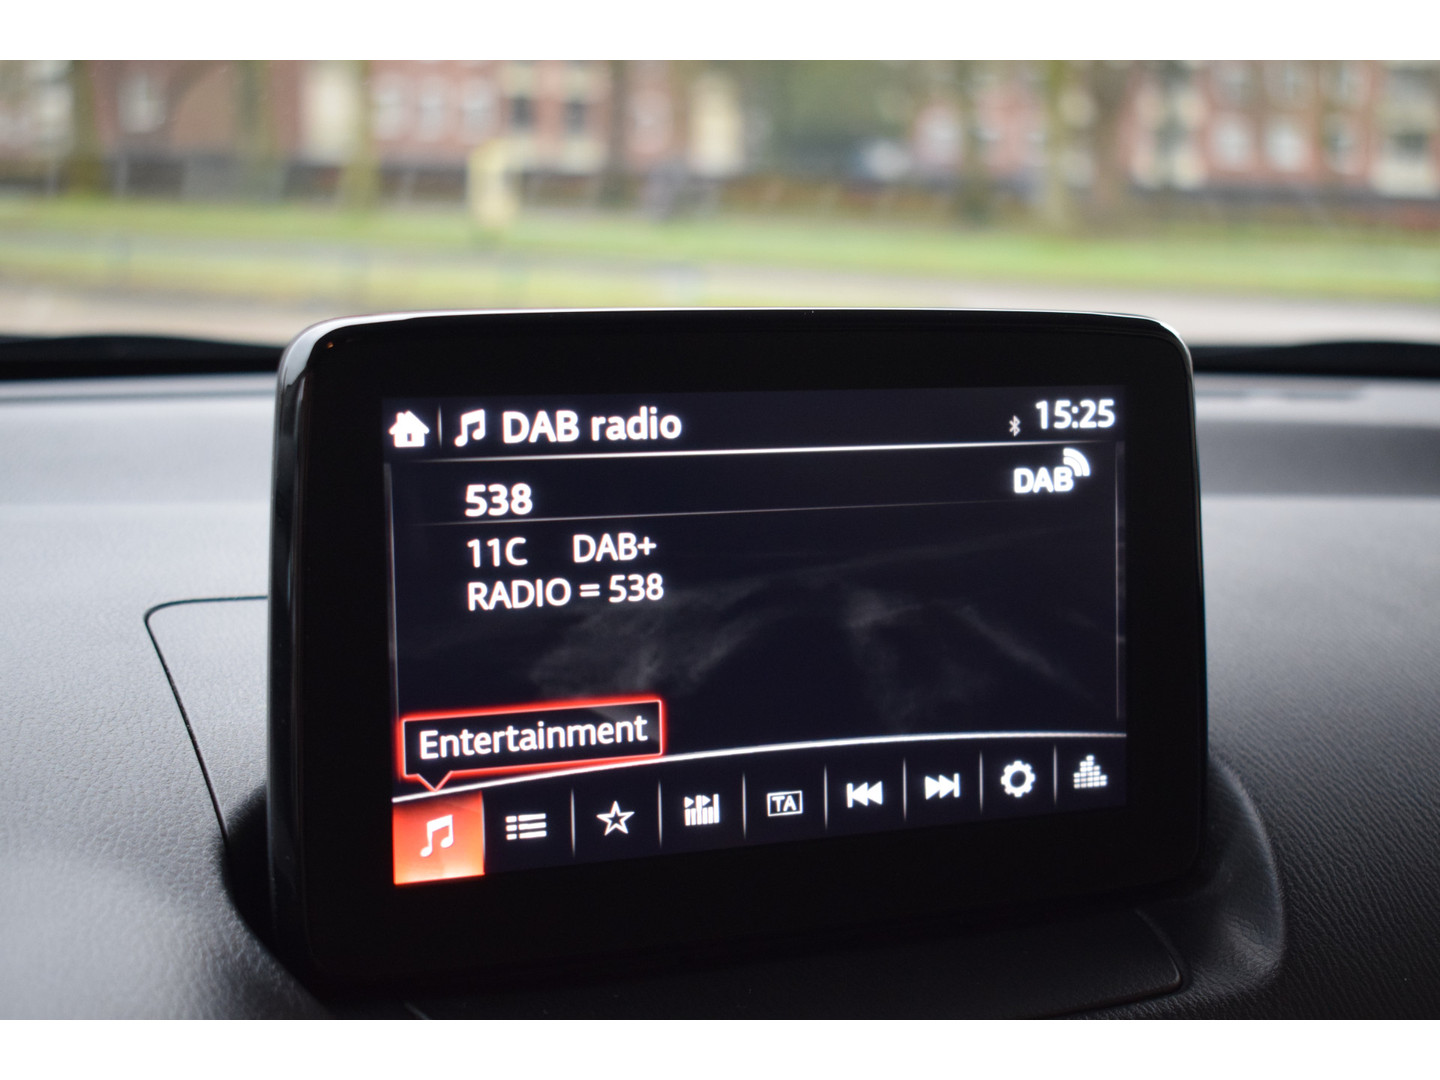 DAB radio
15:25
538
DAB
11C DAB+
RADIO = 538
Entertainment
TA